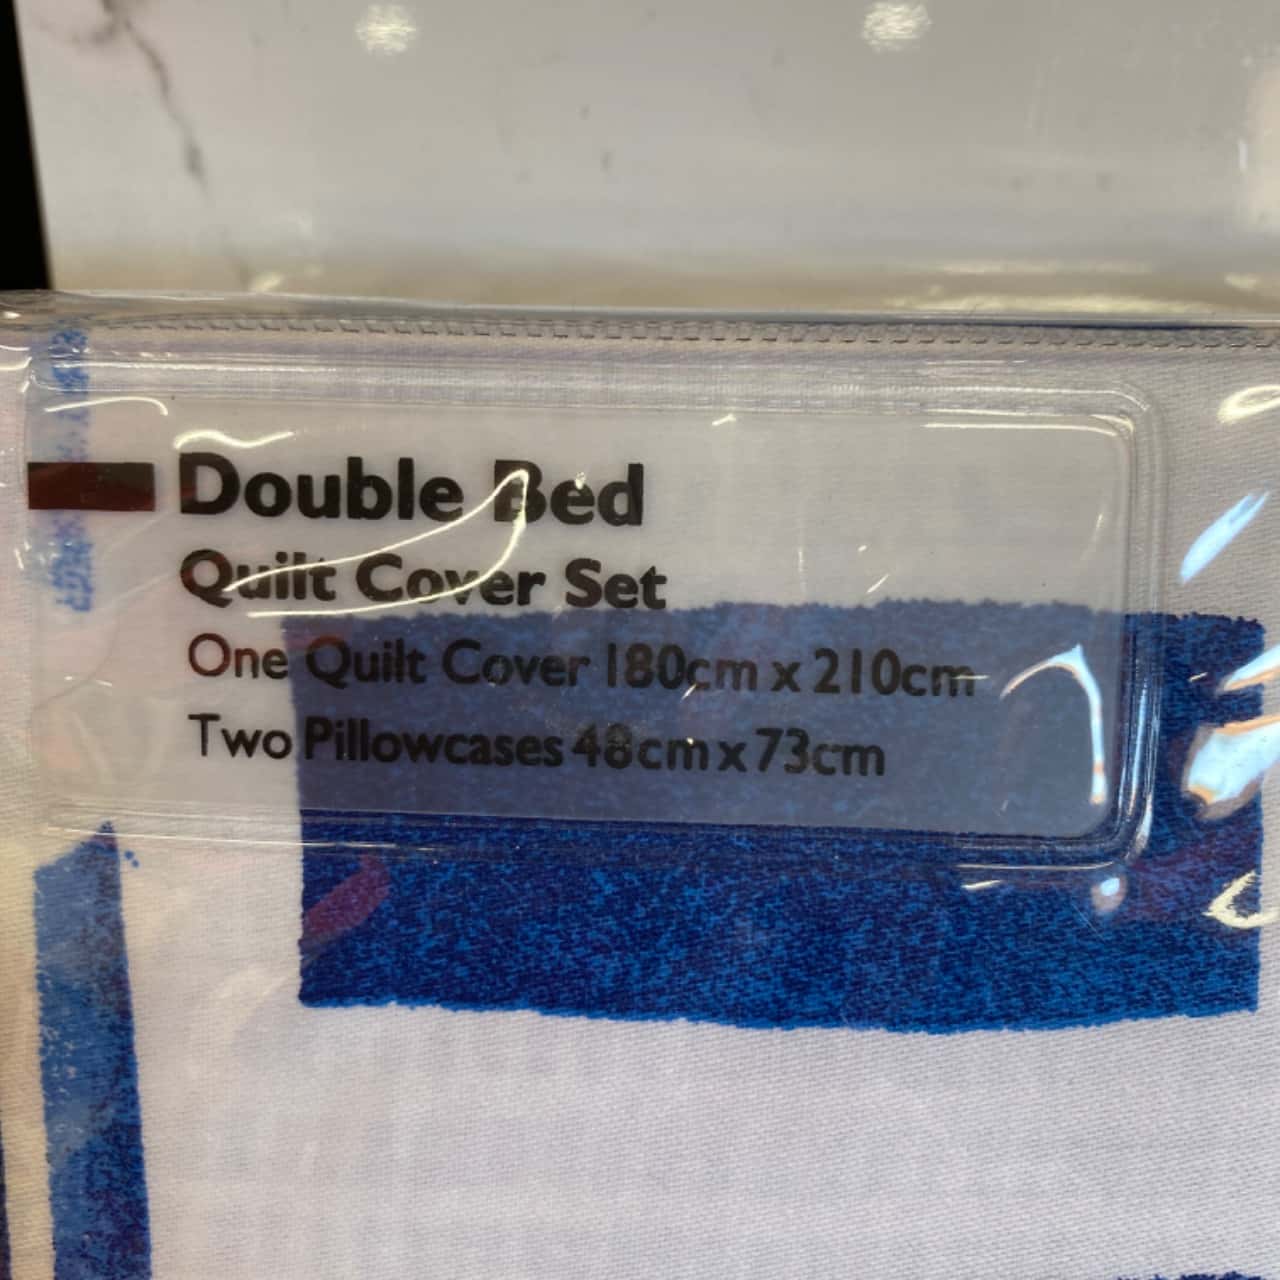 Double Bed
Quilt Cover Set
One Quilt Cover 180cm x 210cm
Two Pillowcases 48cm x 73cm